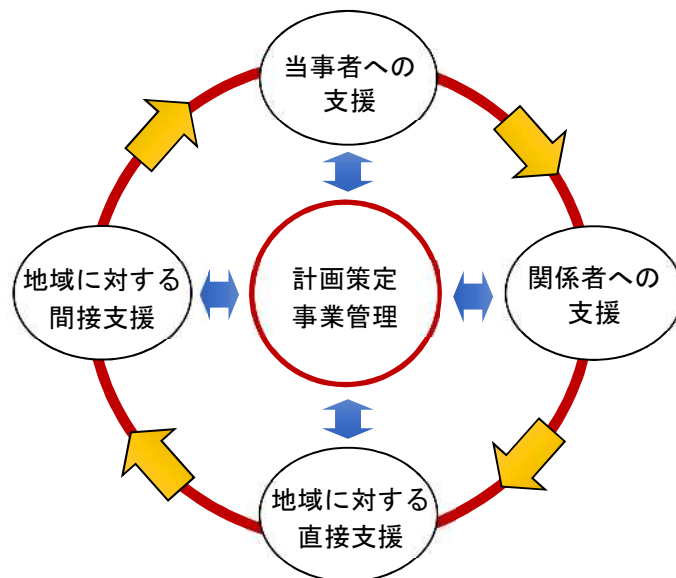 当事者への
支援
地域に対する
間接支援
計画策定
事業管理
関係者への
支援
地域に対する
直接支援